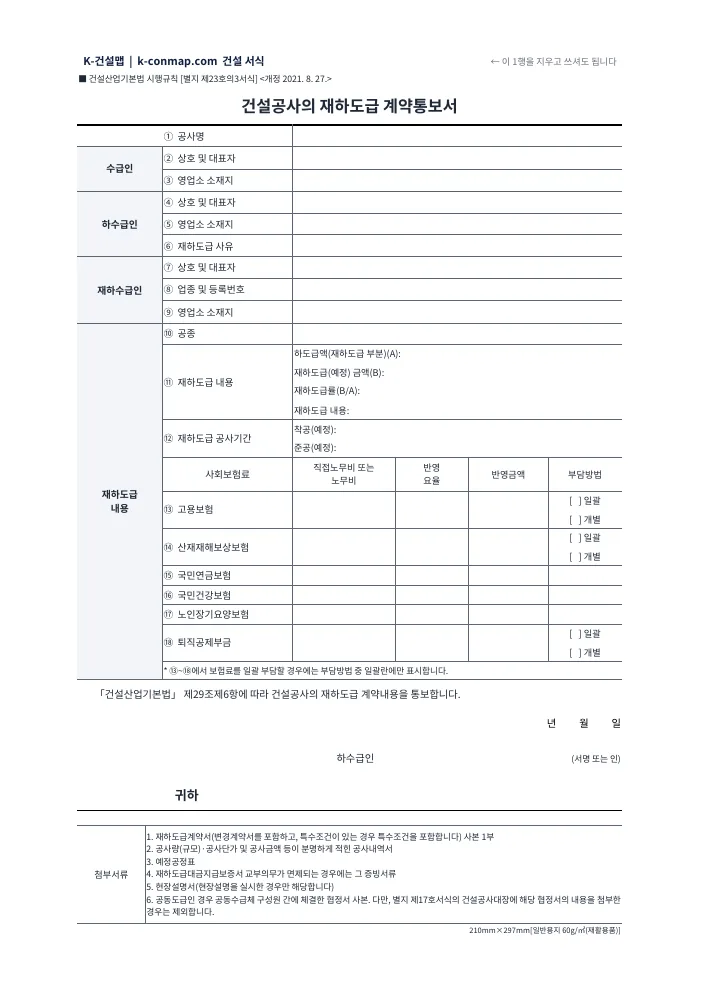 K-건설맵 | k-conmap.com 건설 서식
← 이 1행을 지우고 쓰셔도 됩니다
■ 건설산업기본법 시행규칙 [별지 제23호의3서식] <개정 2021. 8. 27.>
건설공사의 재하도급 계약통보서
① 공사명
수급인
② 상호 및 대표자
③ 영업소 소재지
하수급인
④ 상호 및 대표자
⑤ 영업소 소재지
⑥ 재하도급 사유
재하수급인
⑦ 상호 및 대표자
⑧ 업종 및 등록번호
⑨ 영업소 소재지
재하도급
내용
⑩ 공종
⑪ 재하도급 내용
하도급액(재하도급 부분)(A):
재하도급(예정) 금액(B):
재하도급률(B/A):
재하도급 내용:
⑫ 재하도급 공사기간
착공(예정):
준공(예정):
사회보험료
직접노무비 또는
노무비
반영
요율
반영금액
부담방법
⑬ 고용보험
[ ] 일괄
[ ] 개별
⑭ 산재재해보상보험
[ ] 일괄
[ ] 개별
⑮ 국민연금보험
⑯ 국민건강보험
⑰ 노인장기요양보험
⑱ 퇴직공제부금
[ ] 일괄
[ ] 개별
* ⑬~⑱에서 보험료를 일괄 부담할 경우에는 부담방법 중 일괄란에만 표시합니다.
「건설산업기본법」 제29조제6항에 따라 건설공사의 재하도급 계약내용을 통보합니다.
년 월 일
하수급인
(서명 또는 인)
귀하
첨부서류
1. 재하도급계약서(변경계약서를 포함하고, 특수조건이 있는 경우 특수조건을 포함합니다) 사본 1부
2. 공사량(규모)·공사단가 및 공사금액 등이 분명하게 적힌 공사내역서
3. 예정공정표
4. 재하도급대금지급보증서 교부의무가 면제되는 경우에는 그 증빙서류
5. 현장설명서(현장설명을 실시한 경우만 해당합니다)
6. 공동도급인 경우 공동수급체 구성원 간에 체결한 협정서 사본. 다만, 별지 제17호서식의 건설공사대장에 해당 협정서의 내용을 첨부한
경우는 제외합니다.
210mm×297mm[일반용지 60g/㎡(재활용품)]